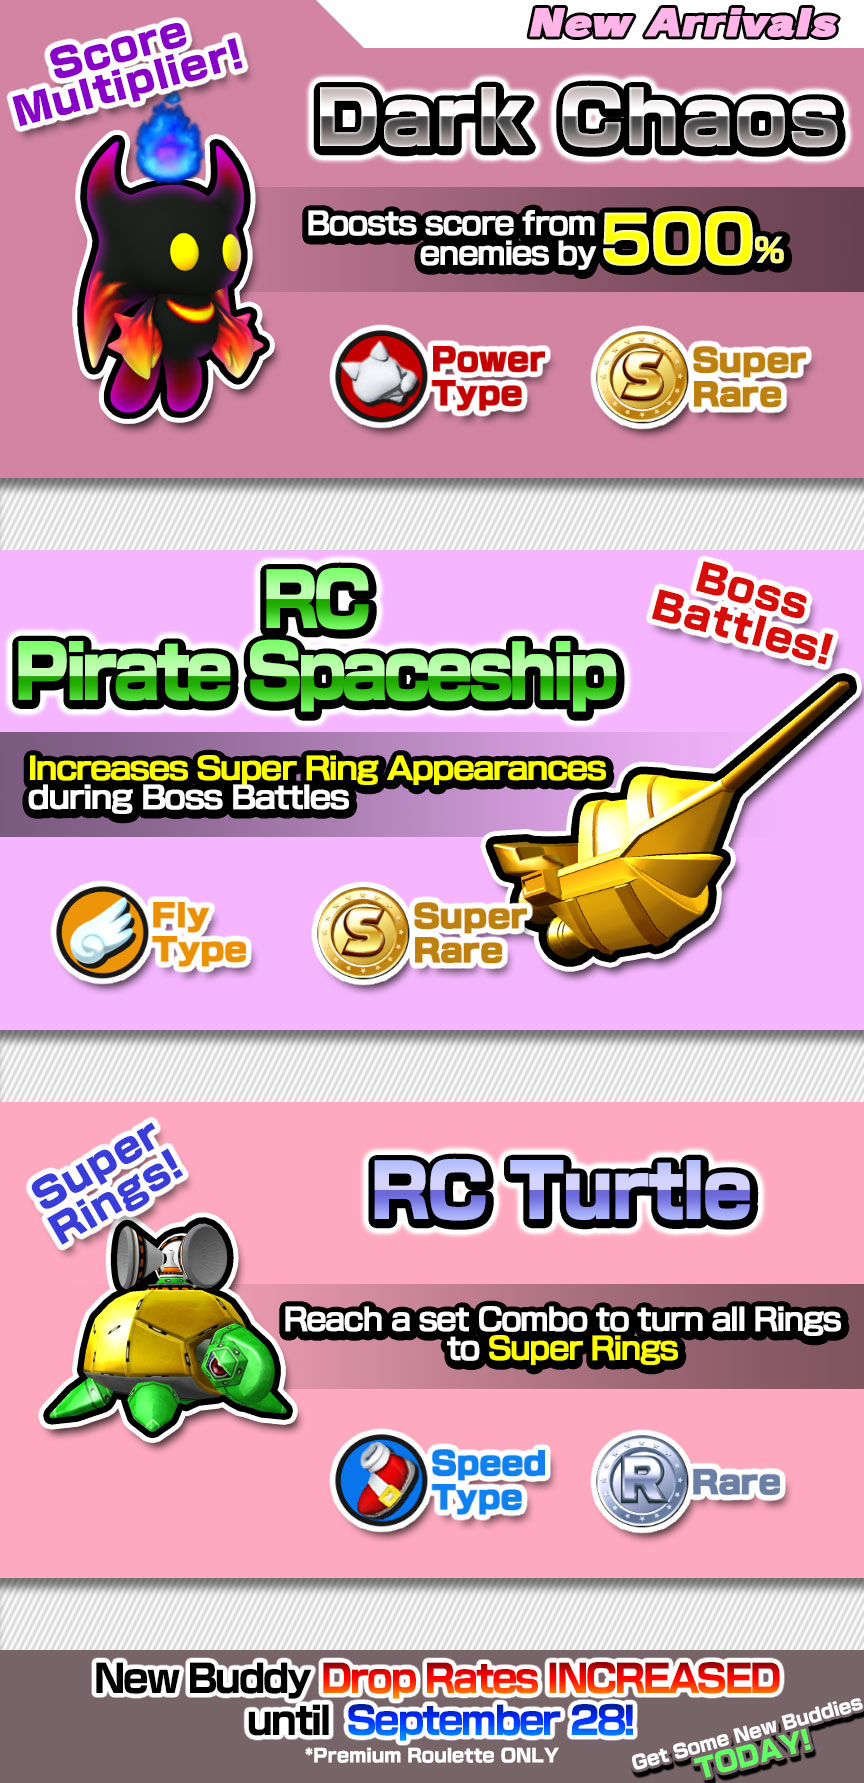 New Arrivals
Score
Multiplier!
Dark Chaos
Boosts score from
enemies by 500%
Power
Type
S
Super
Rare
RC
Pirate Spaceship
Boss
Battles!
Increases Super Ring Appearances
during Boss Battles
Fly
Type
S
Super
Rare
Super
Rings!
RC Turtle
Reach a set Combo to turn all Rings
to Super Rings
Speed
Type
R
Rare
New Buddy Drop Rates INCREASED
until September 28!
*Premium Roulette ONLY
Get Some New Buddies
TODAY!